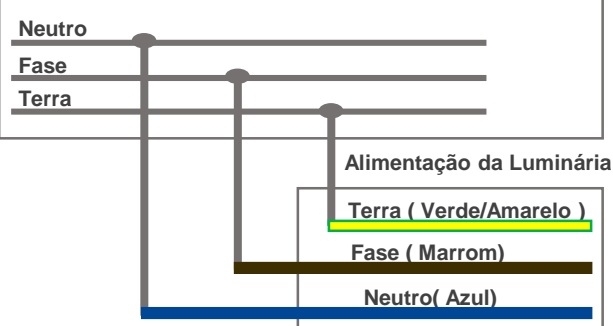 Neutro
Fase
Terra
Alimentação da Luminária
Terra ( Verde/Amarelo )
Fase ( Marrom)
Neutro( Azul)